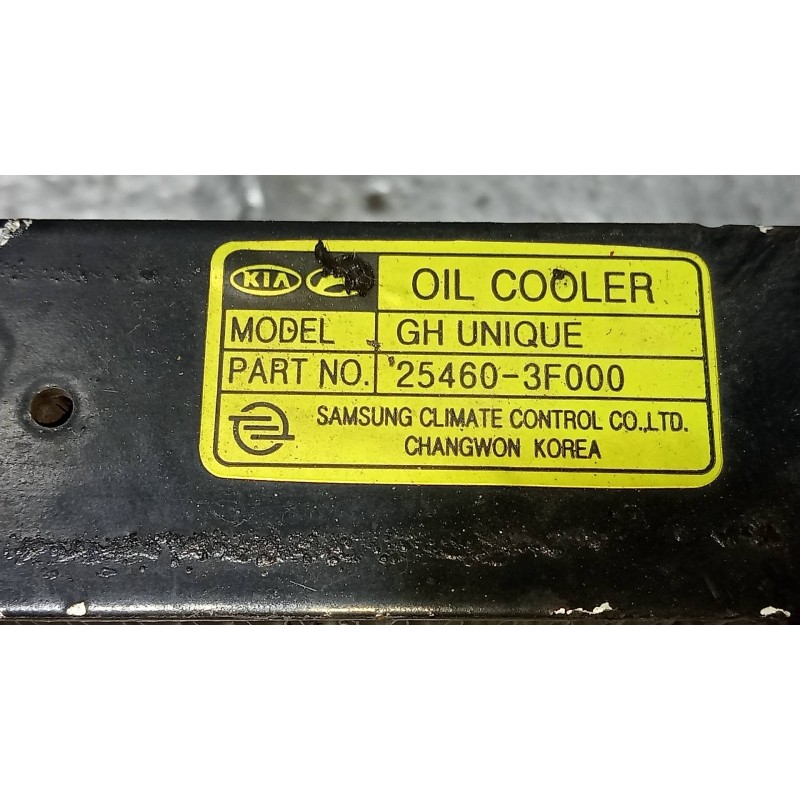 KIA OIL COOLER
MODEL GH UNIQUE
PART NO. 25460-3F000
SAMSUNG CLIMATE CONTROL CO.,LTD.
CHANGWON KOREA